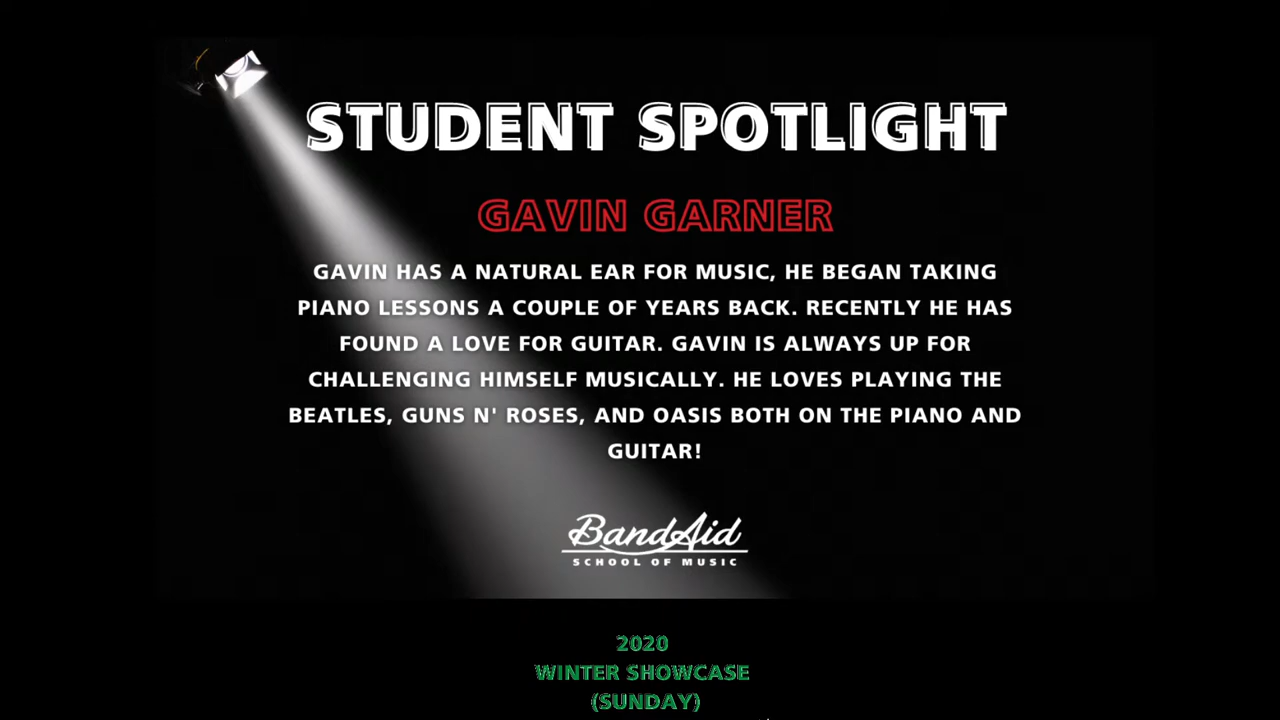 STUDENT SPOTLIGHT
GAVIN GARNER
GAVIN HAS A NATURAL EAR FOR MUSIC, HE BEGAN TAKING
PIANO LESSONS A COUPLE OF YEARS BACK. RECENTLY HE HAS
FOUND A LOVE FOR GUITAR. GAVIN IS ALWAYS UP FOR
CHALLENGING HIMSELF MUSICALLY. HE LOVES PLAYING THE
BEATLES, GUNS N' ROSES, AND OASIS BOTH ON THE PIANO AND
GUITAR!
BandAid
SCHOOL OF MUSIC
2020
WINTER SHOWCASE
(SUNDAY)